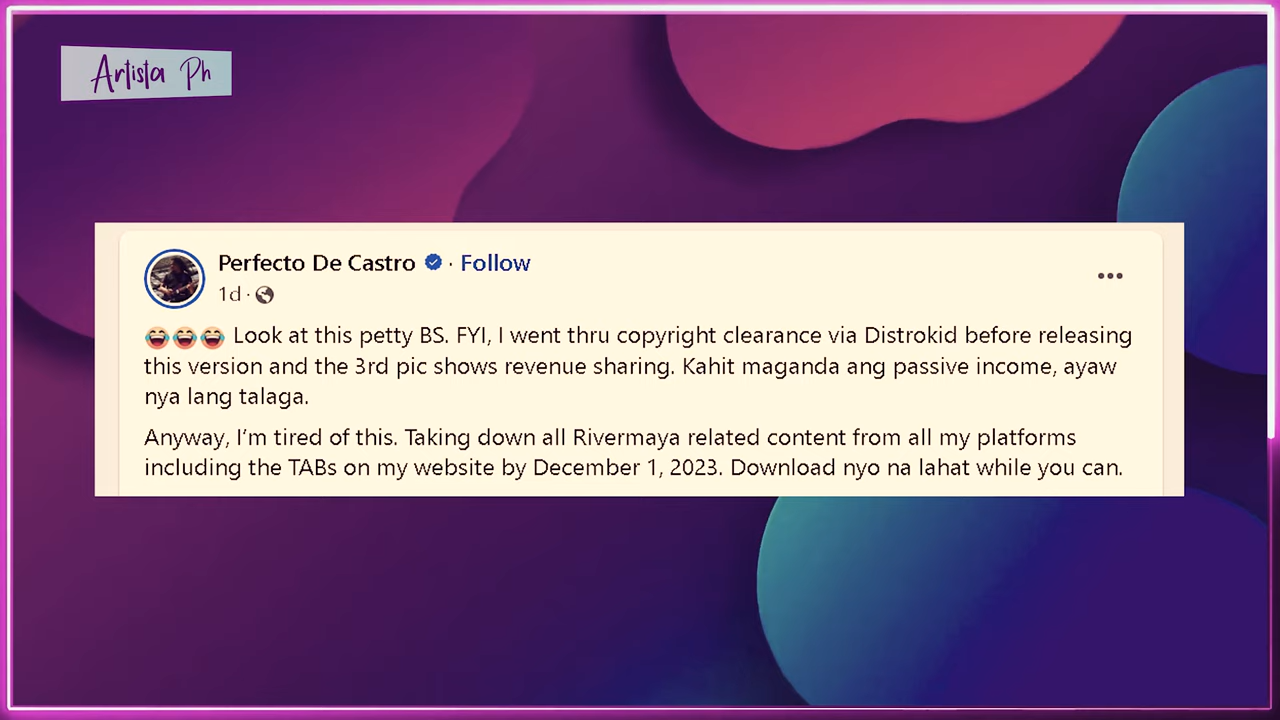 Artista Ph
Perfecto De Castro · Follow
1d ·
😂😂😂 Look at this petty BS. FYI, I went thru copyright clearance via Distrokid before releasing
this version and the 3rd pic shows revenue sharing. Kahit maganda ang passive income, ayaw
nya lang talaga.
Anyway, I’m tired of this. Taking down all Rivermaya related content from all my platforms
including the TABs on my website by December 1, 2023. Download nyo na lahat while you can.